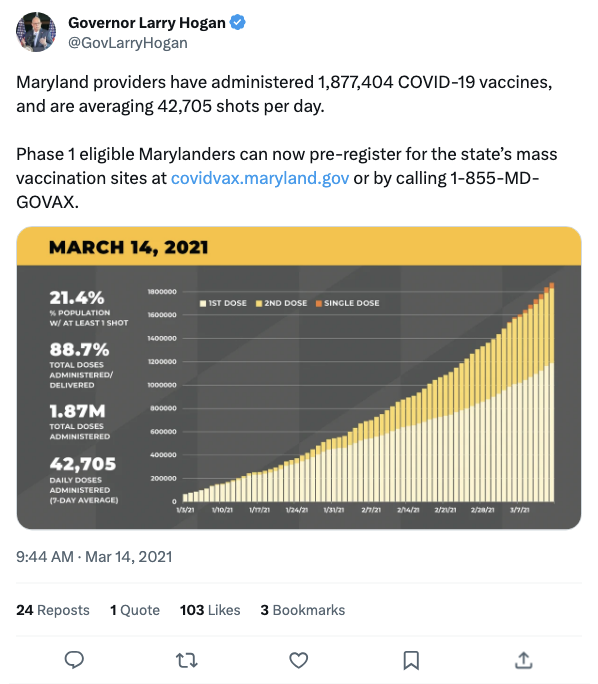 Governor Larry Hogan
@GovLarryHogan
Maryland providers have administered 1,877,404 COVID-19 vaccines,
and are averaging 42,705 shots per day.
Phase 1 eligible Marylanders can now pre-register for the state's mass
vaccination sites at covidvax.maryland.gov or by calling 1-855-MD-
GOVAX.
MARCH 14, 2021
21.4%
% POPULATION
W/ AT LEAST 1 SHOT
88.7%
TOTAL DOSES
ADMINISTERED/
DELIVERED
1.87M
TOTAL DOSES
ADMINISTERED
42,705
DAILY DOSES
ADMINISTERED
(7-DAY AVERAGE)
1ST DOSE 2ND DOSE SINGLE DOSE
1800000
1600000
1400000
1200000
1000000
800000
600000
400000
200000
0
1/3/21 1/10/21 1/17/21 1/24/21 1/31/21 2/7/21 2/14/21 2/21/21 2/28/21 3/7/21
9:44 AM · Mar 14, 2021
24 Reposts 1 Quote 103 Likes 3 Bookmarks